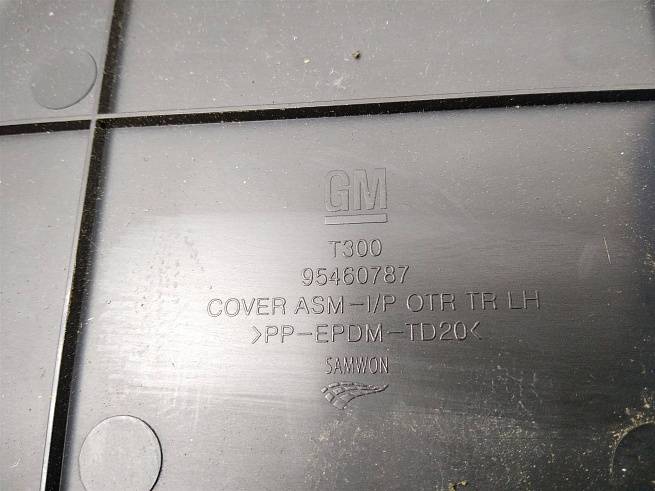 GM
T300
95460787
COVER ASM-I/P OTR TR LH
>PP-EPDM-TD20<
SAMWON